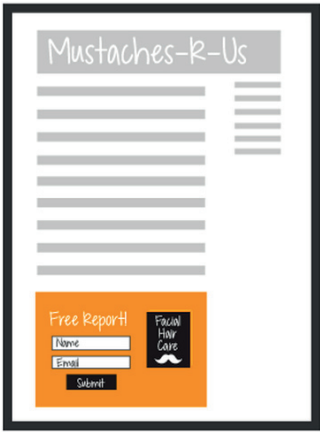 Mustaches-R-Us
Free Report!
Name
Email
Submit
Facial
Hair
Care